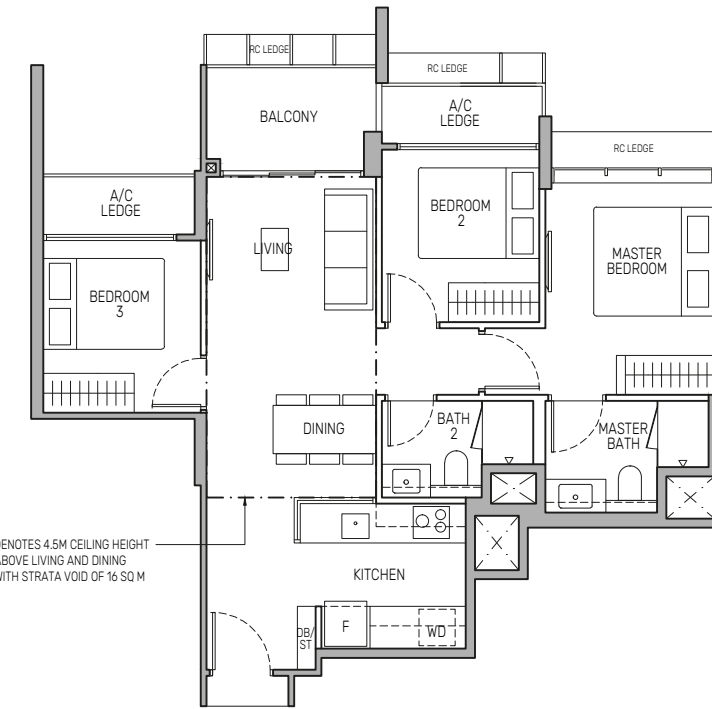 RC LEDGE
RC LEDGE
BALCONY
A/C
LEDGE
RC LEDGE
A/C
LEDGE
BEDROOM
2
LIVING
MASTER
BEDROOM
BEDROOM
3
DINING
BATH
2
MASTER
BATH
ENOTES 4.5M CEILING HEIGHT
ABOVE LIVING AND DINING
WITH STRATA VOID OF 16 SQ M
KITCHEN
DB/
ST
F
WD